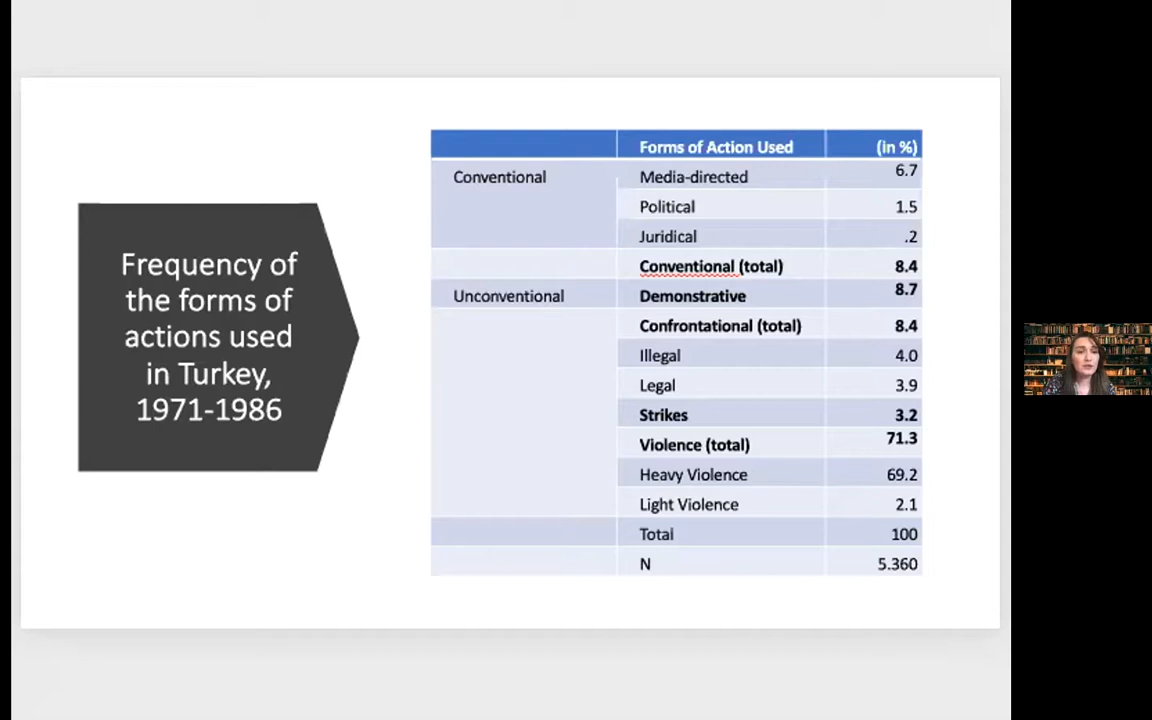 Frequency of
the forms of
actions used
in Turkey,
1971-1986
Forms of Action Used (in %)
Conventional Media-directed 6.7
Political 1.5
Juridical .2
Conventional (total) 8.4
Unconventional Demonstrative 8.7
Confrontational (total) 8.4
Illegal 4.0
Legal 3.9
Strikes 3.2
Violence (total) 71.3
Heavy Violence 69.2
Light Violence 2.1
Total 100
N 5.360